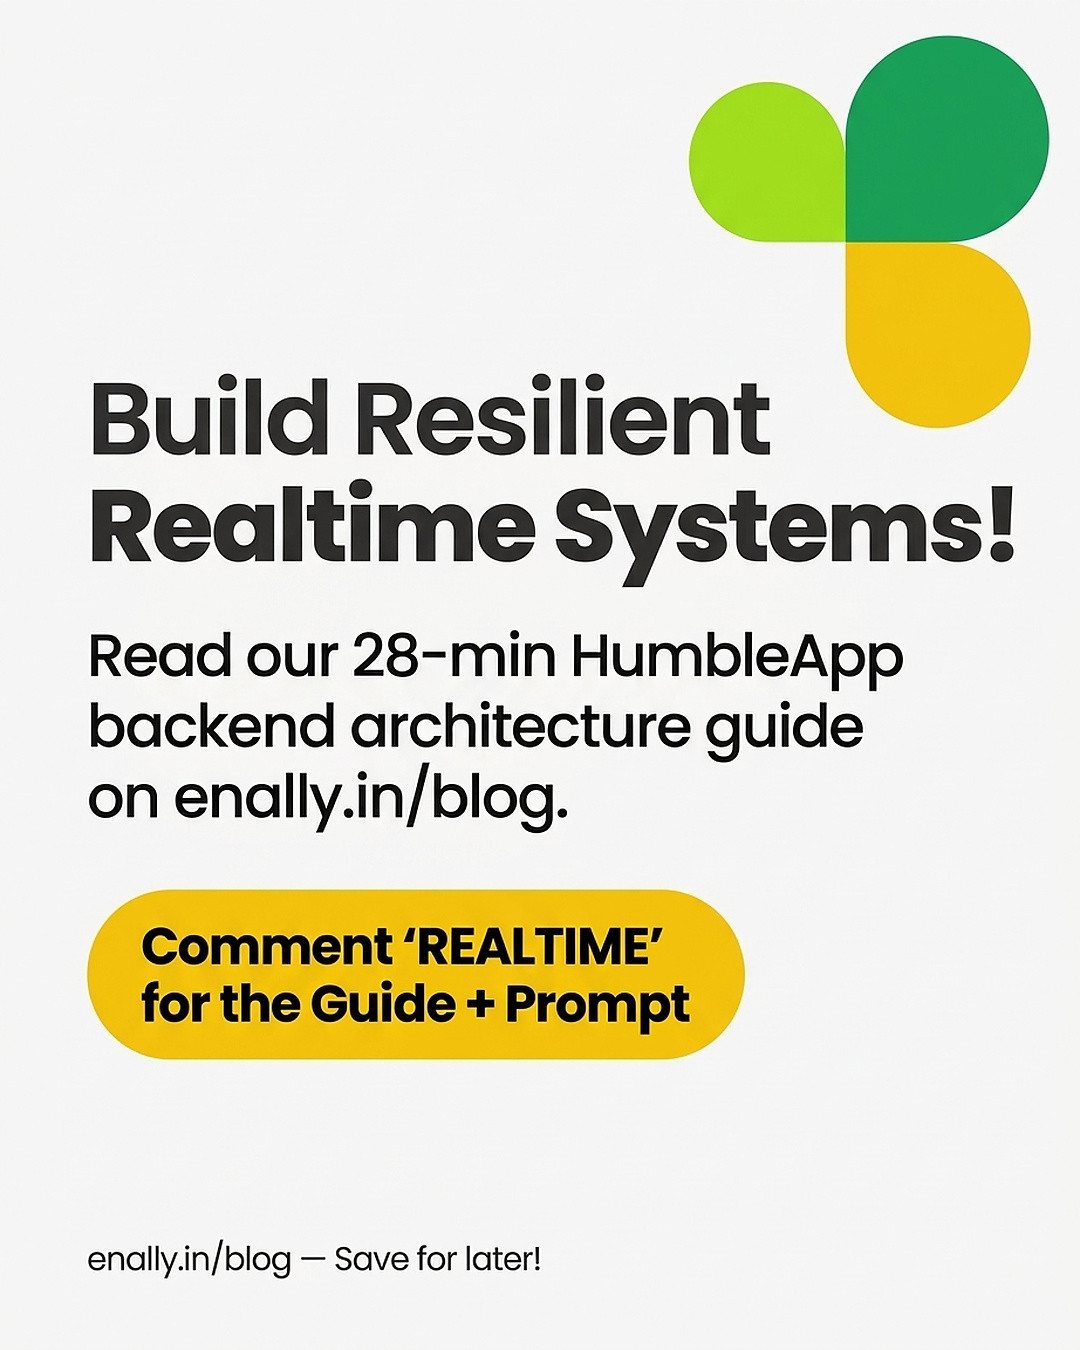 Build Resilient
Realtime Systems!
Read our 28-min HumbleApp
backend architecture guide
on enally.in/blog.
Comment ‘REALTIME’
for the Guide + Prompt
enally.in/blog — Save for later!